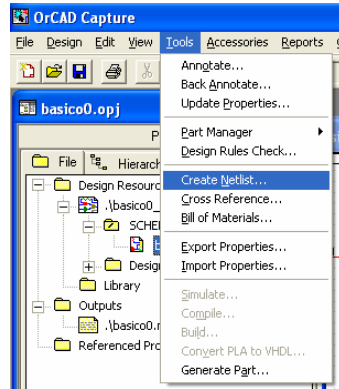 OrCAD Capture
File Design Edit View Tools Accessories Reports
basico0.opj
File Hierarch
Design Resourc
.\basico0_
SCHEM
Design
Library
Outputs
.\basico0.
Referenced Pro
Annotate...
Back Annotate...
Update Properties...
Part Manager
Design Rules Check...
Create Netlist...
Cross Reference...
Bill of Materials...
Export Properties...
Import Properties...
Simulate...
Compile...
Build...
Convert PLA to VHDL...
Generate Part...